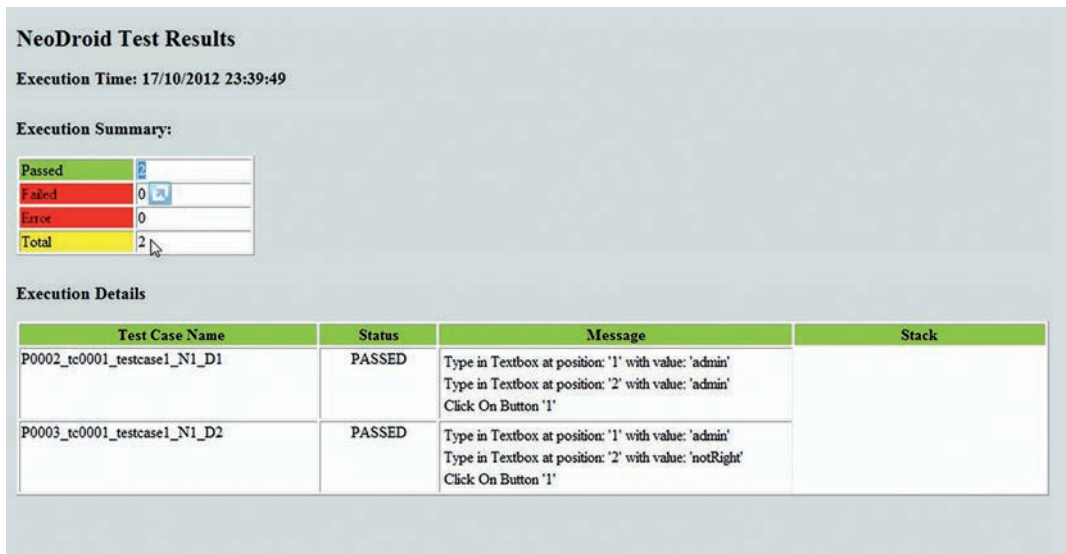 NeoDroid Test Results
Execution Time: 17/10/2012 23:39:49
Execution Summary:
Passed 2
Failed 0
Error 0
Total 2
Execution Details
Test Case Name Status Message Stack
P0002_tc0001_testcase1_N1_D1 PASSED Type in Textbox at position: '1' with value: 'admin'
Type in Textbox at position: '2' with value: 'admin'
Click On Button '1'
P0003_tc0001_testcase1_N1_D2 PASSED Type in Textbox at position: '1' with value: 'admin'
Type in Textbox at position: '2' with value: 'notRight'
Click On Button '1'